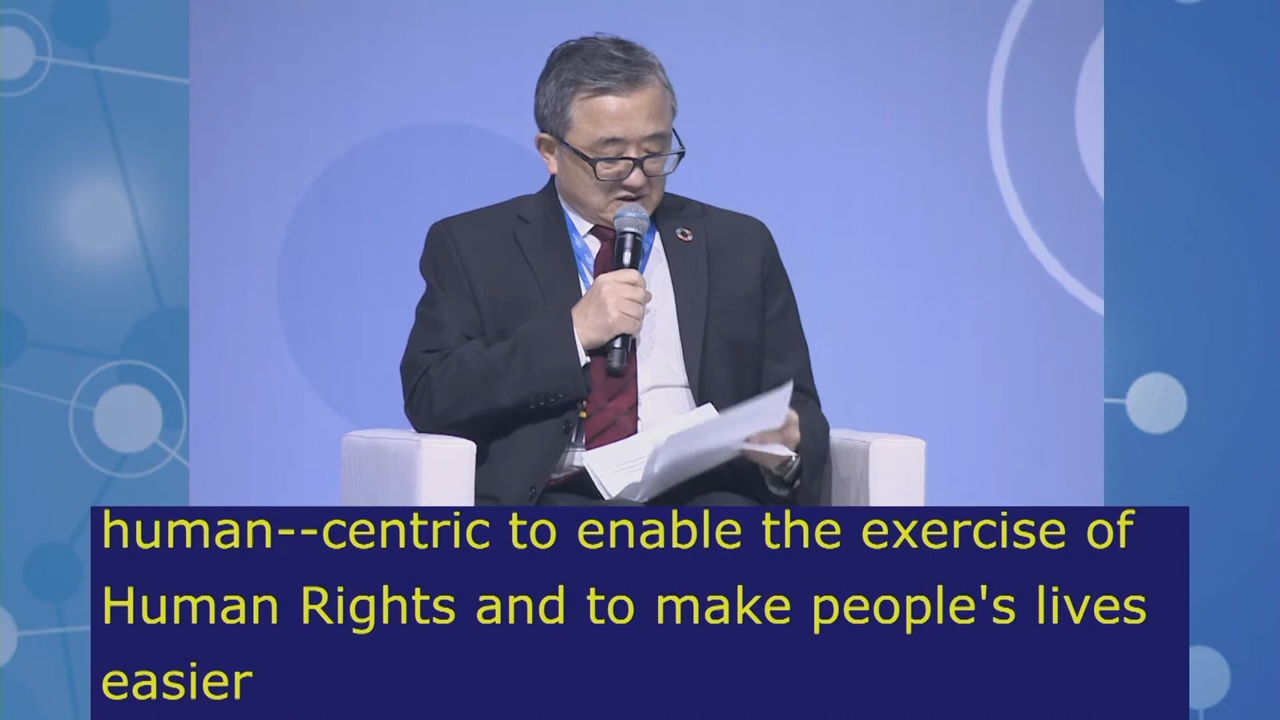 human--centric to enable the exercise of
Human Rights and to make people's lives
easier